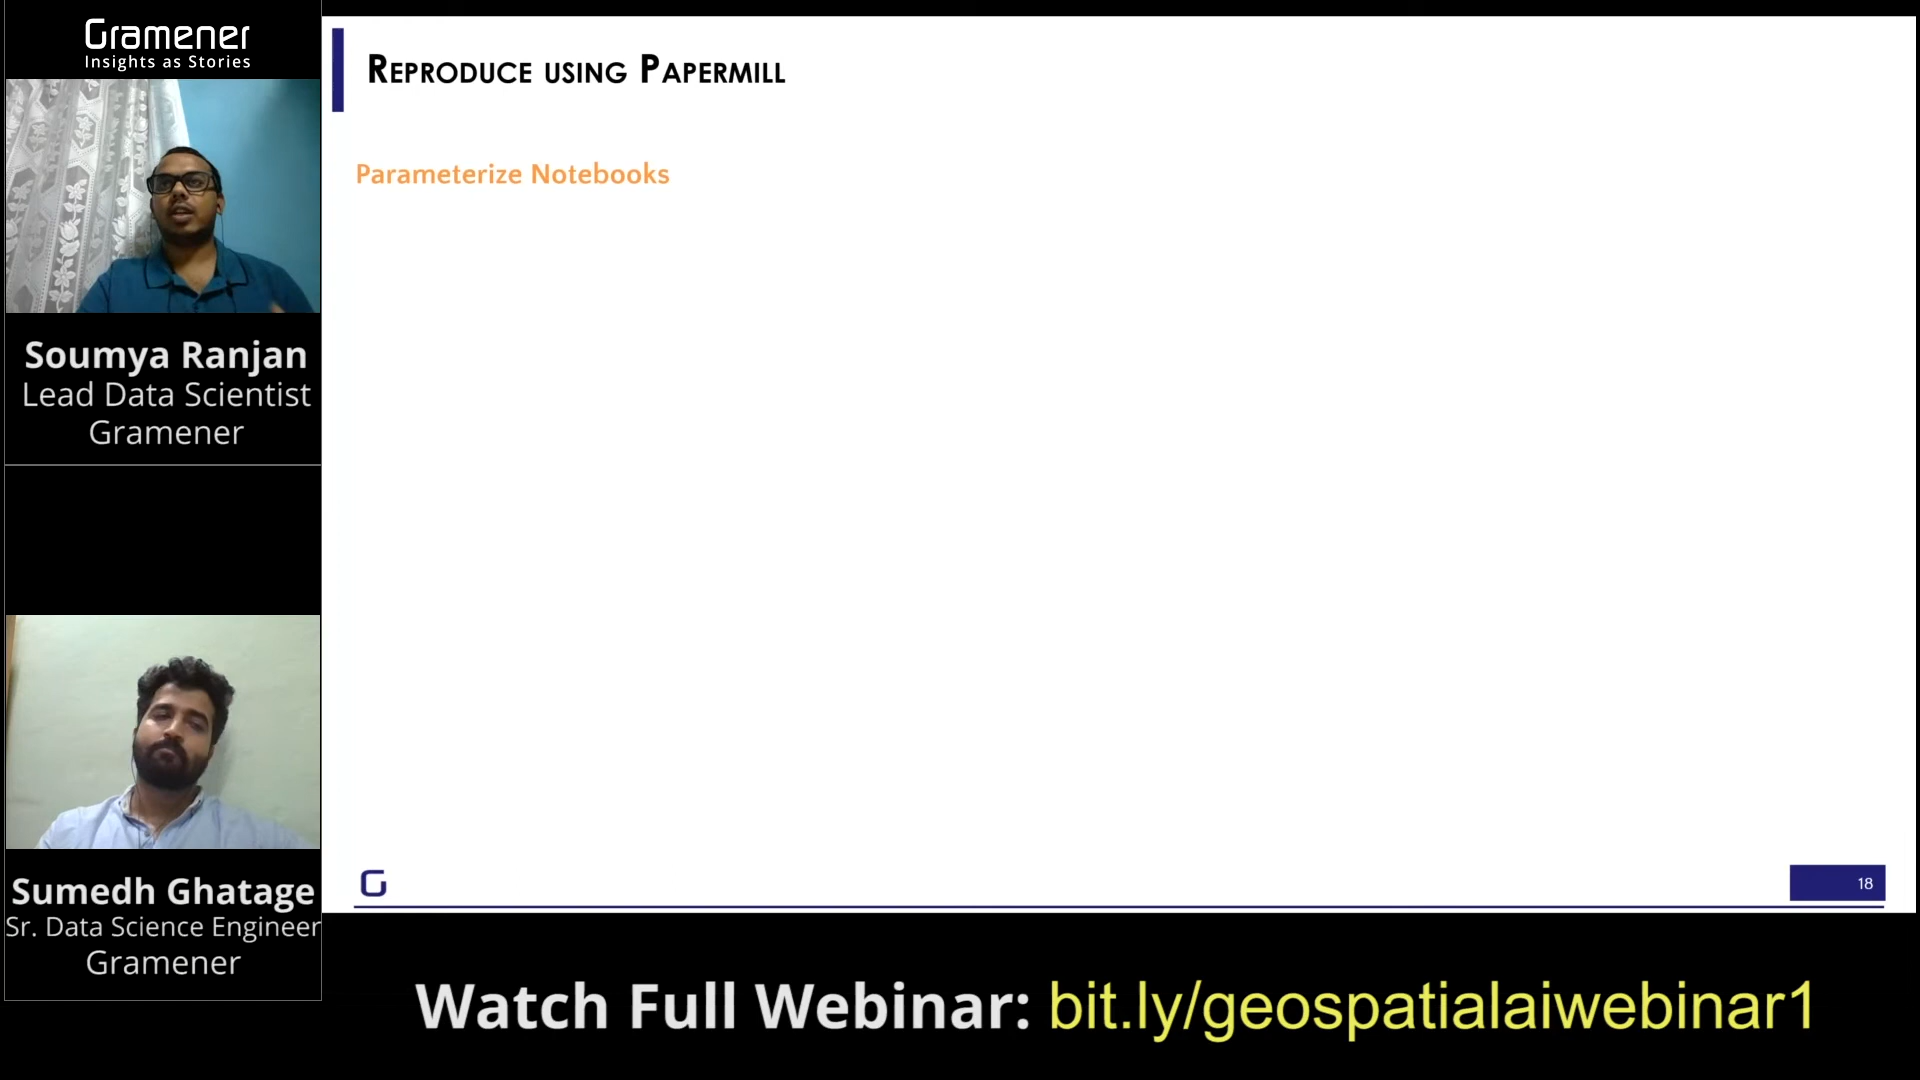 Gramener
Insights as Stories
Soumya Ranjan
Lead Data Scientist
Gramener
Sumedh Ghatage
Sr. Data Science Engineer
Gramener
Reproduce using Papermill
Parameterize Notebooks
18
Watch Full Webinar: bit.ly/geospatialaiwebinar1